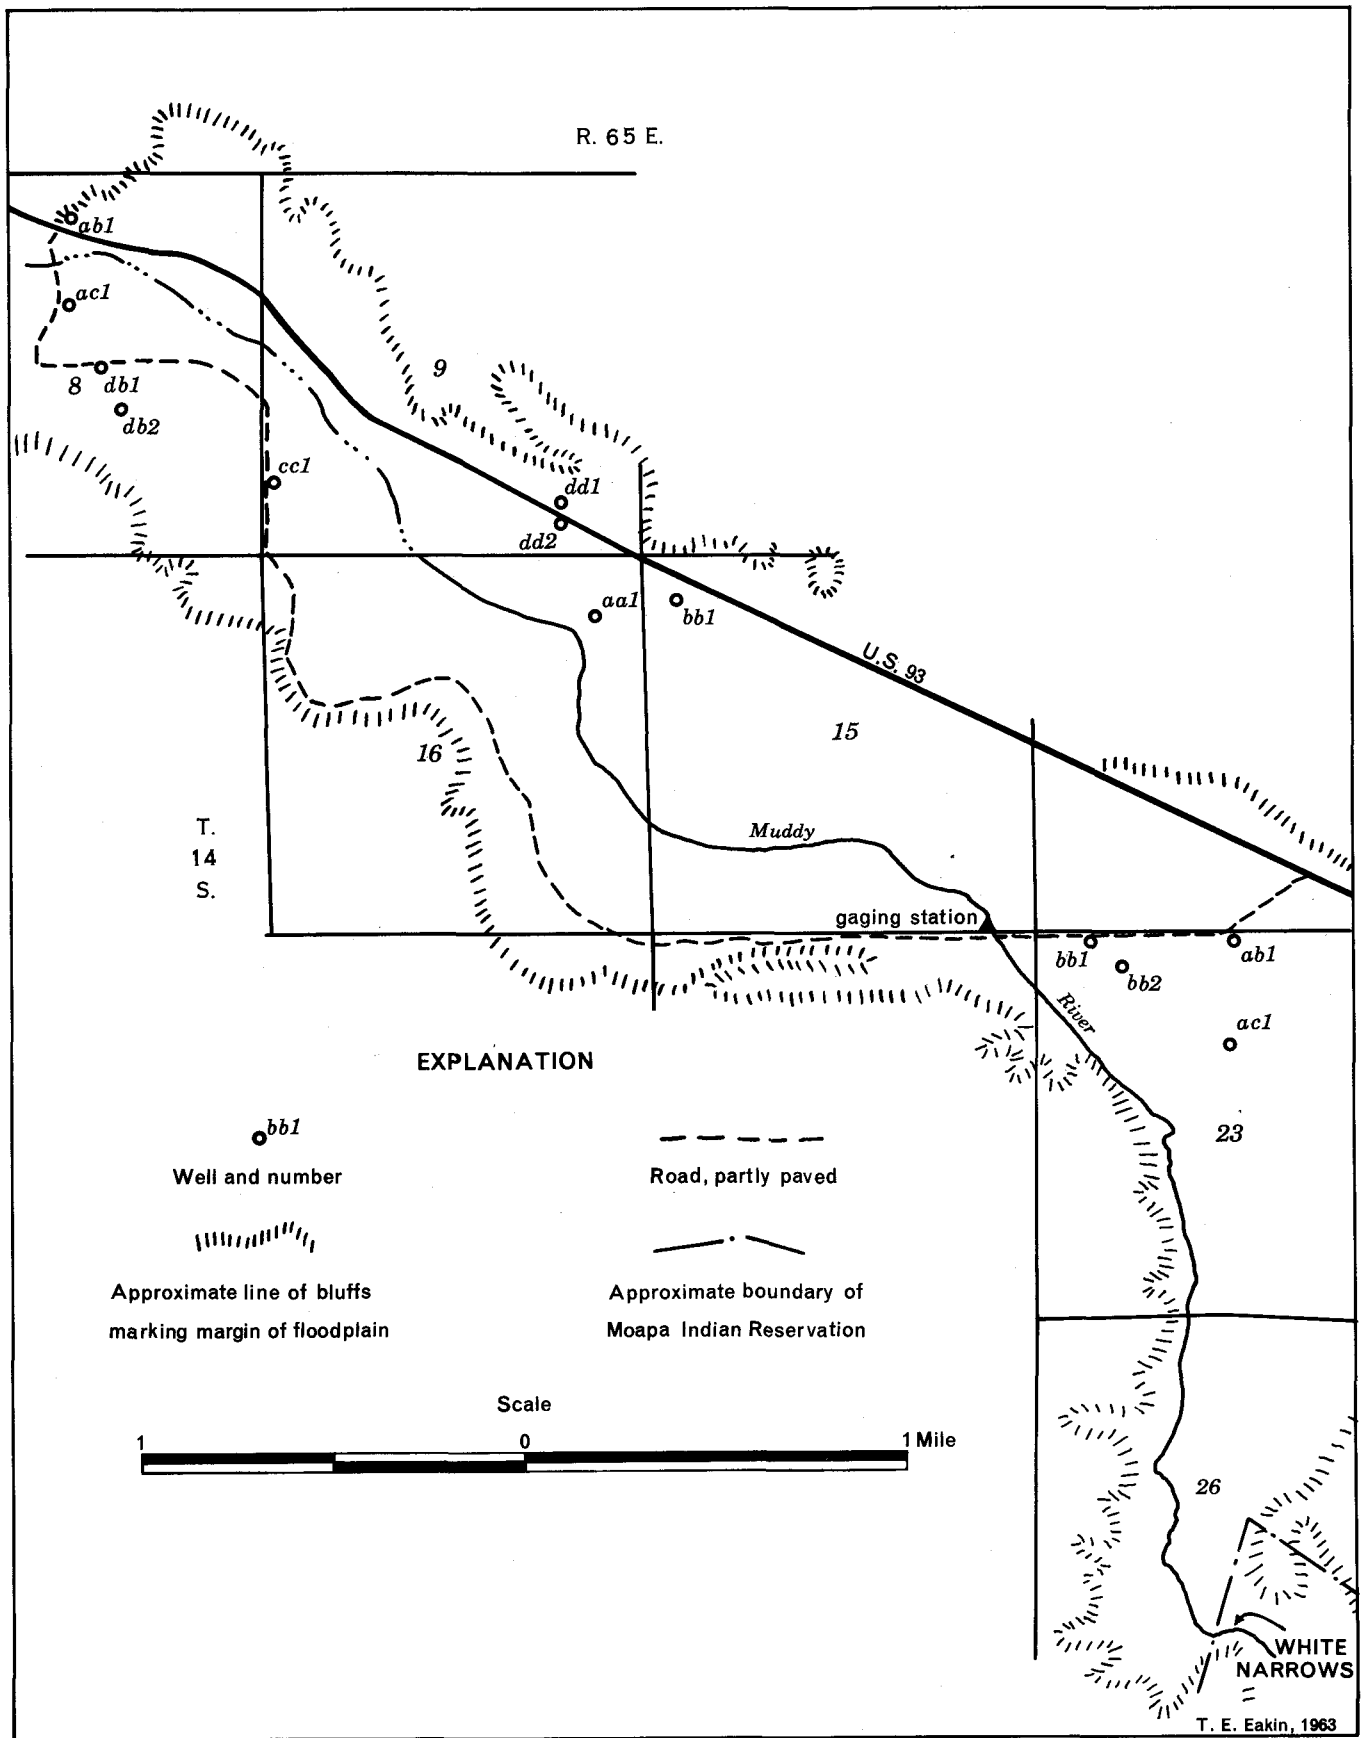 R. 65 E.
ab1
ac1
9
8
db1
db2
cc1
dd1
dd2
aa1
bb1
U.S. 93
15
16
T.
14
S.
Muddy
gaging station
bb1
bb2
ab1
River
ac1
23
EXPLANATION
bb1
Well and number
Road, partly paved
Approximate line of bluffs
marking margin of floodplain
Approximate boundary of
Moapa Indian Reservation
Scale
1 0 1 Mile
26
WHITE
NARROWS
T. E. Eakin, 1963